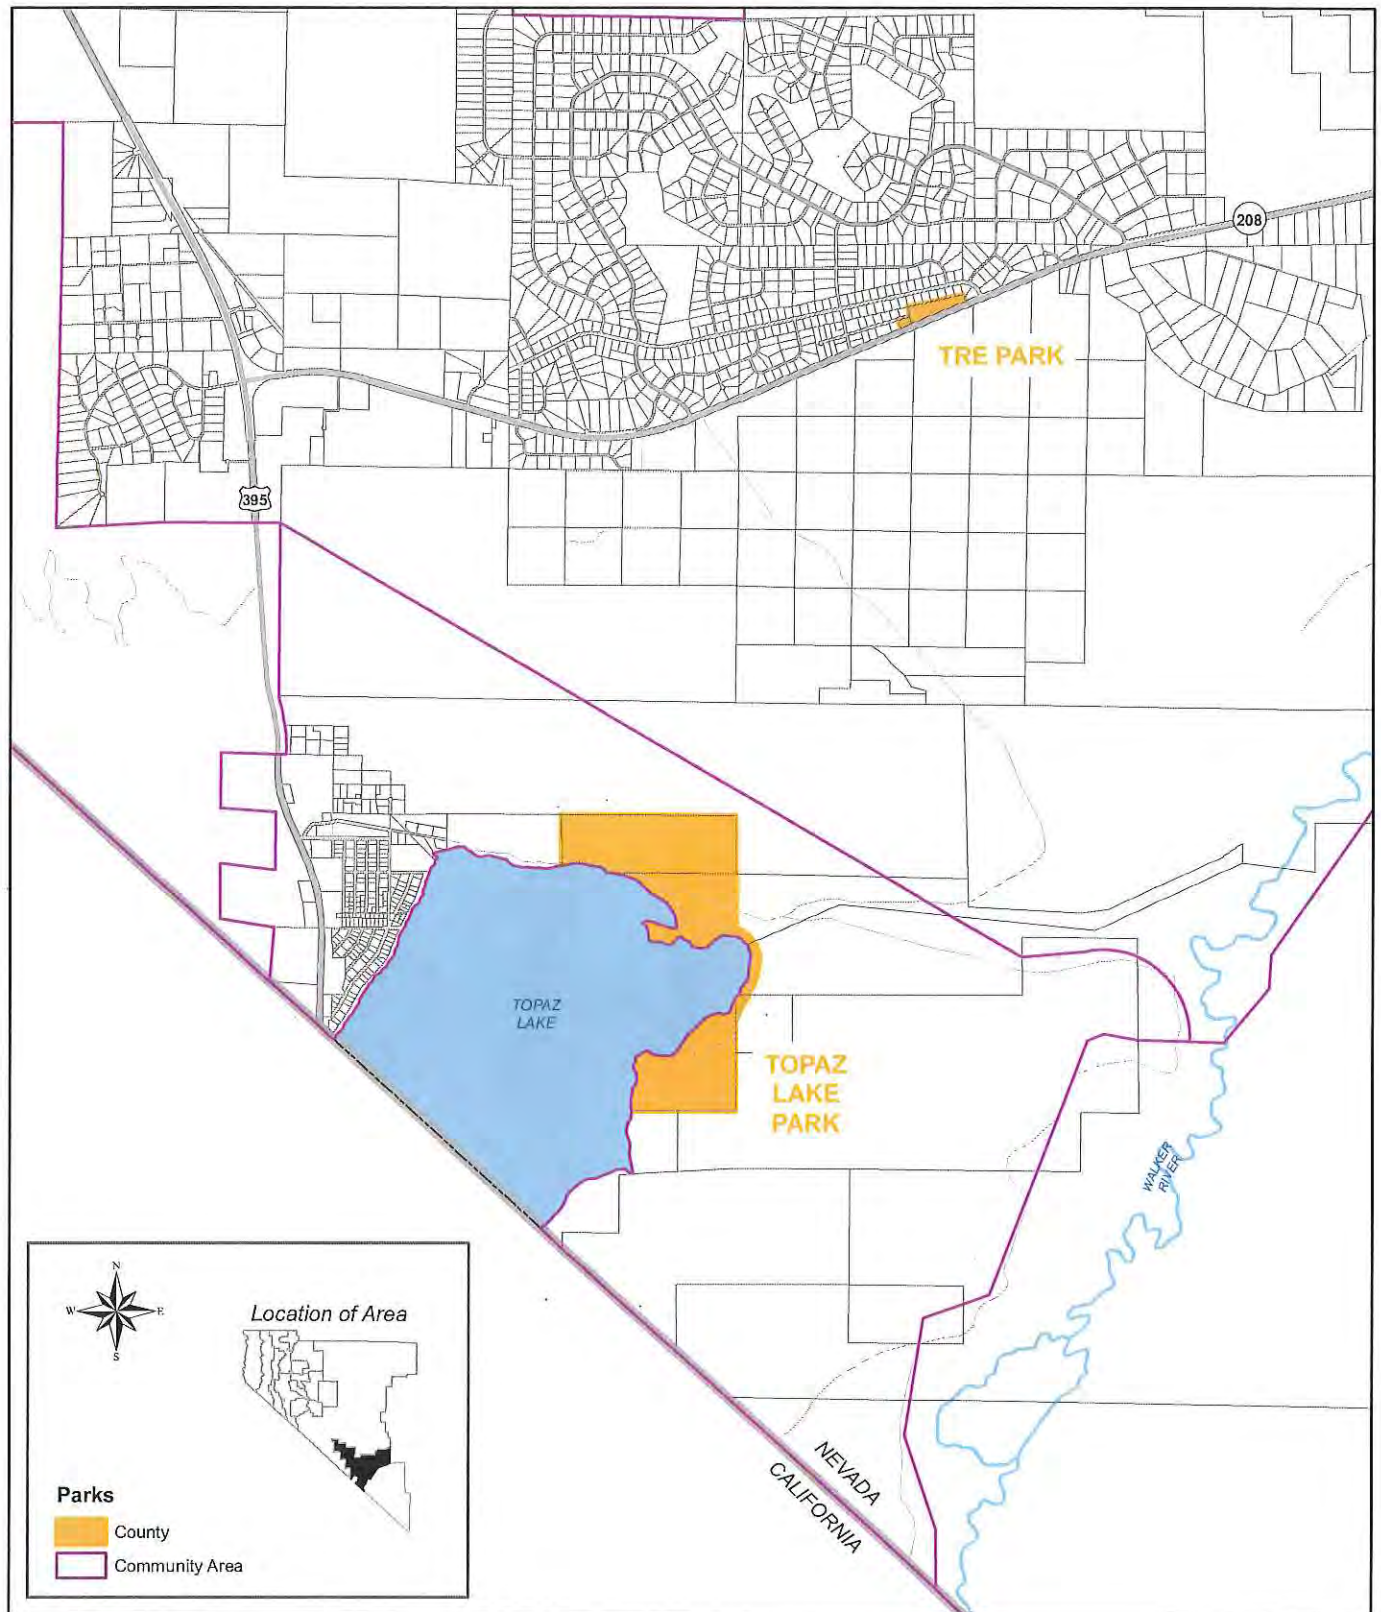 208
TRE PARK
395
TOPAZ
LAKE
TOPAZ
LAKE
PARK
WALKER
RIVER
NEVADA
CALIFORNIA
N
W
E
S
Location of Area
Parks
County
Community Area